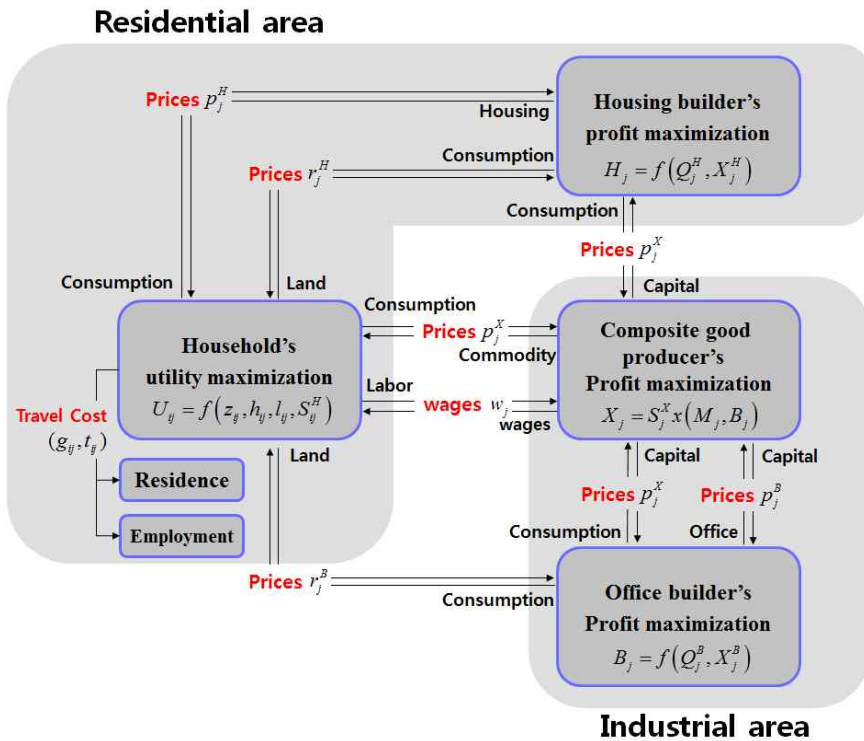 Residential area
Prices p_j^H
Housing
Housing builder's
profit maximization
H_j = f(Q_j^H, X_j^H)
Prices r_j^H
Consumption
Consumption
Prices p_j^X
Consumption
Land
Capital
Household's
utility maximization
U_ij = f(z_ij, h_ij, l_ij, S_ij^H)
Consumption
Prices p_j^X
Commodity
Labor
wages w_j
wages
Composite good
producer's
Profit maximization
X_j = S_j^X x(M_j, B_j)
Travel Cost
(g_ij, t_ij)
Land
Residence
Employment
Capital
Capital
Prices p_j^X
Prices p_j^B
Consumption
Office
Prices r_j^B
Consumption
Office builder's
Profit maximization
B_j = f(Q_j^B, X_j^B)
Industrial area